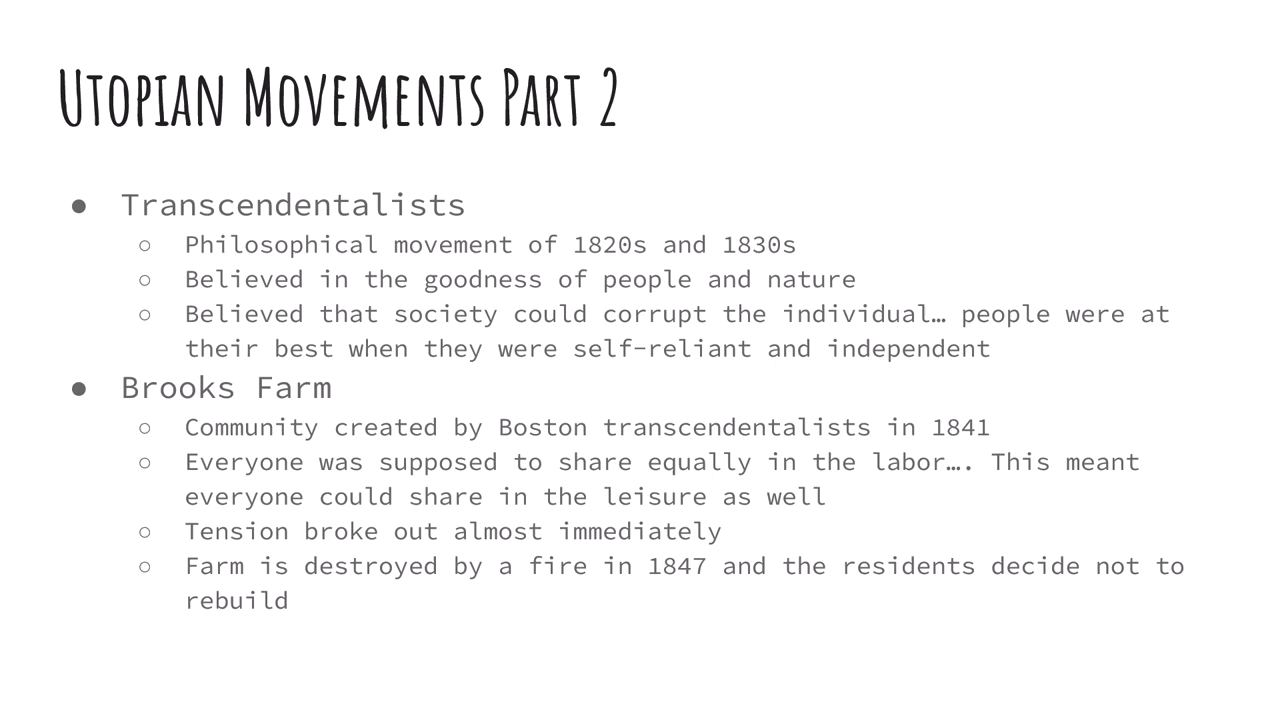 Utopian Movements Part 2
● Transcendentalists
○ Philosophical movement of 1820s and 1830s
○ Believed in the goodness of people and nature
○ Believed that society could corrupt the individual… people were at
their best when they were self-reliant and independent
● Brooks Farm
○ Community created by Boston transcendentalists in 1841
○ Everyone was supposed to share equally in the labor…. This meant
everyone could share in the leisure as well
○ Tension broke out almost immediately
○ Farm is destroyed by a fire in 1847 and the residents decide not to
rebuild